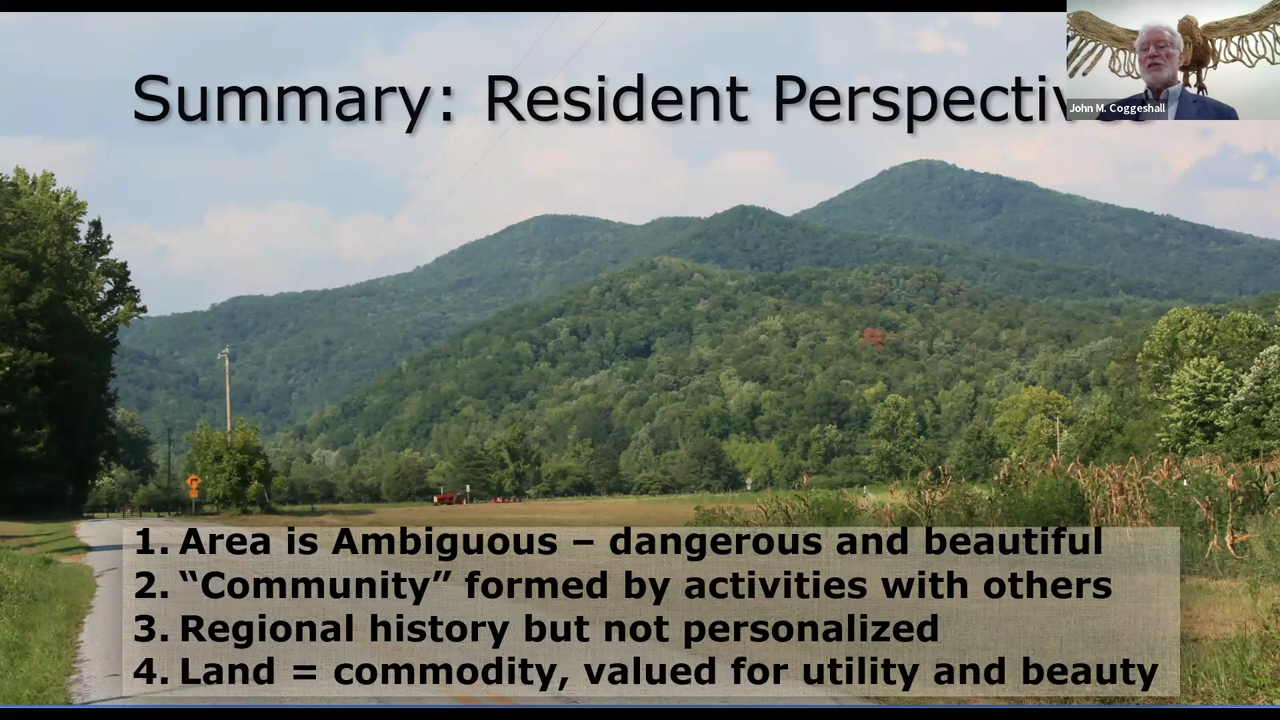 Summary: Resident
John M. Coggeshall
1. Area is Ambiguous – dangerous and beautiful
2. “Community” formed by activities with others
3. Regional history but not personalized
4. Land = commodity, valued for utility and beauty